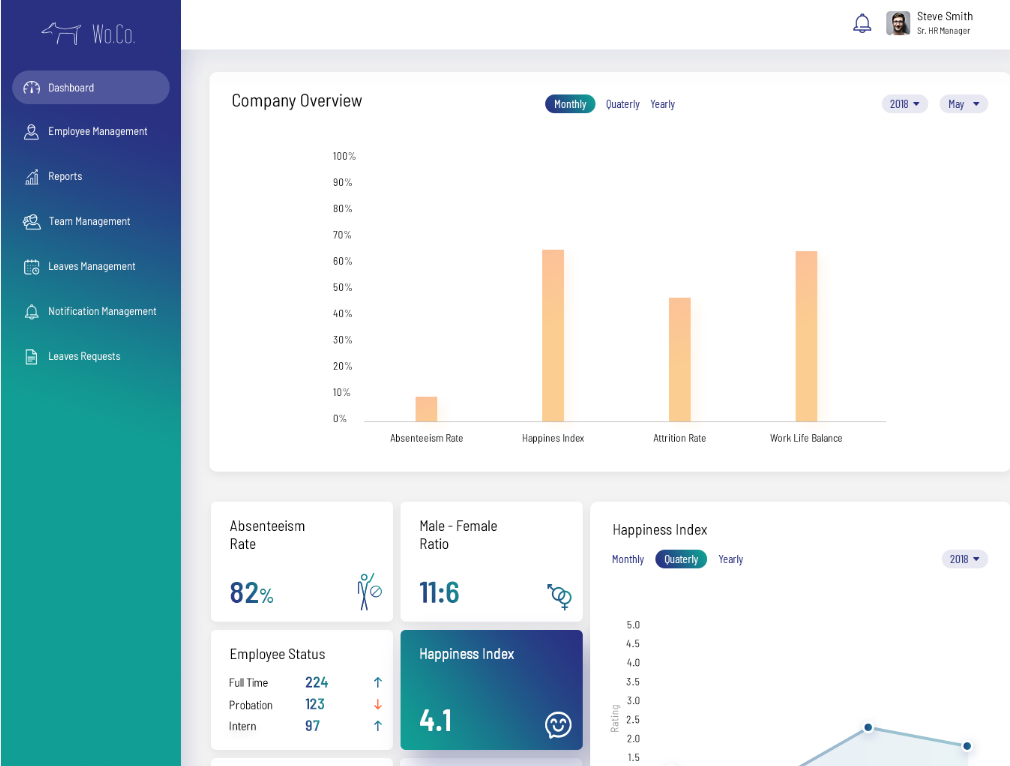 Wo.Co.
Dashboard
Employee Management
Reports
Team Management
Leaves Management
Notification Management
Leaves Requests
Steve Smith
Sr. HR Manager
Company Overview
Monthly Quaterly Yearly
2018 May
100%
90%
80%
70%
60%
50%
40%
30%
20%
10%
0%
Absenteeism Rate Happines Index Attrition Rate Work Life Balance
Absenteeism
Rate
82%
Male - Female
Ratio
11:6
Employee Status
Full Time 224
Probation 123
Intern 97
Happiness Index
4.1
Happiness Index
Monthly Quaterly Yearly
2018
5.0
4.5
4.0
3.5
3.0
2.5
2.0
1.5
Rating